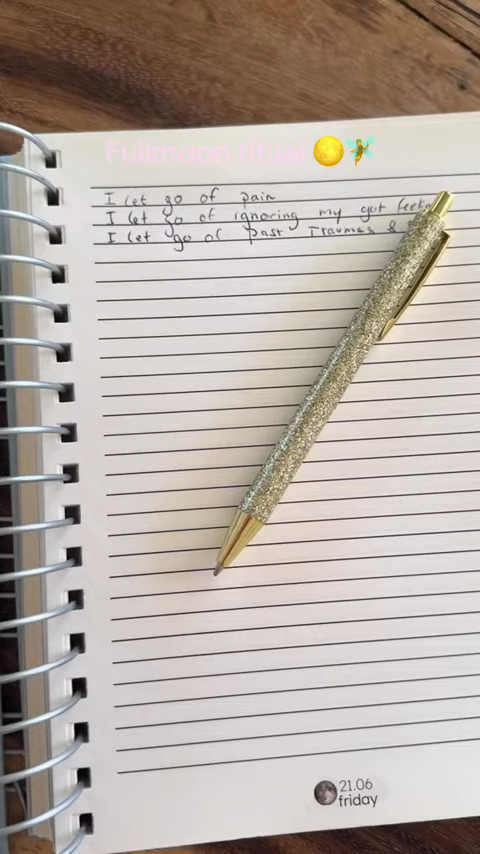 Fullmoon ritual
I let go of pain
I let go of ignoring my gut
I let go of past Traumas &
21.06
friday